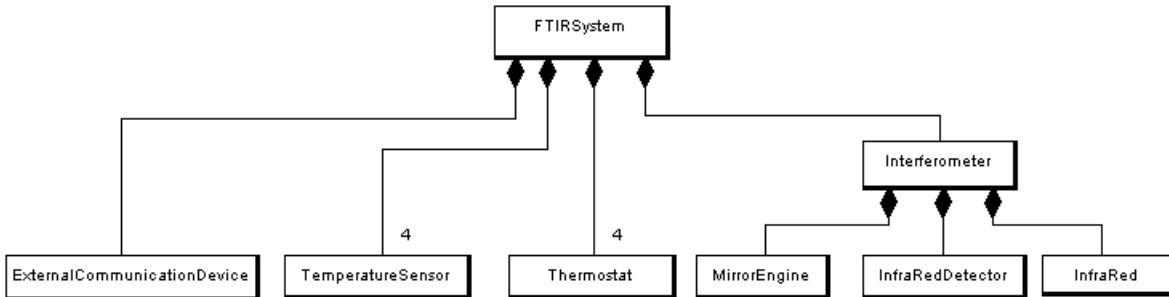 FTIRSystem
Interferometer
4
4
ExternalCommunicationDevice
TemperatureSensor
Thermostat
MirrorEngine
InfraRedDetector
InfraRed